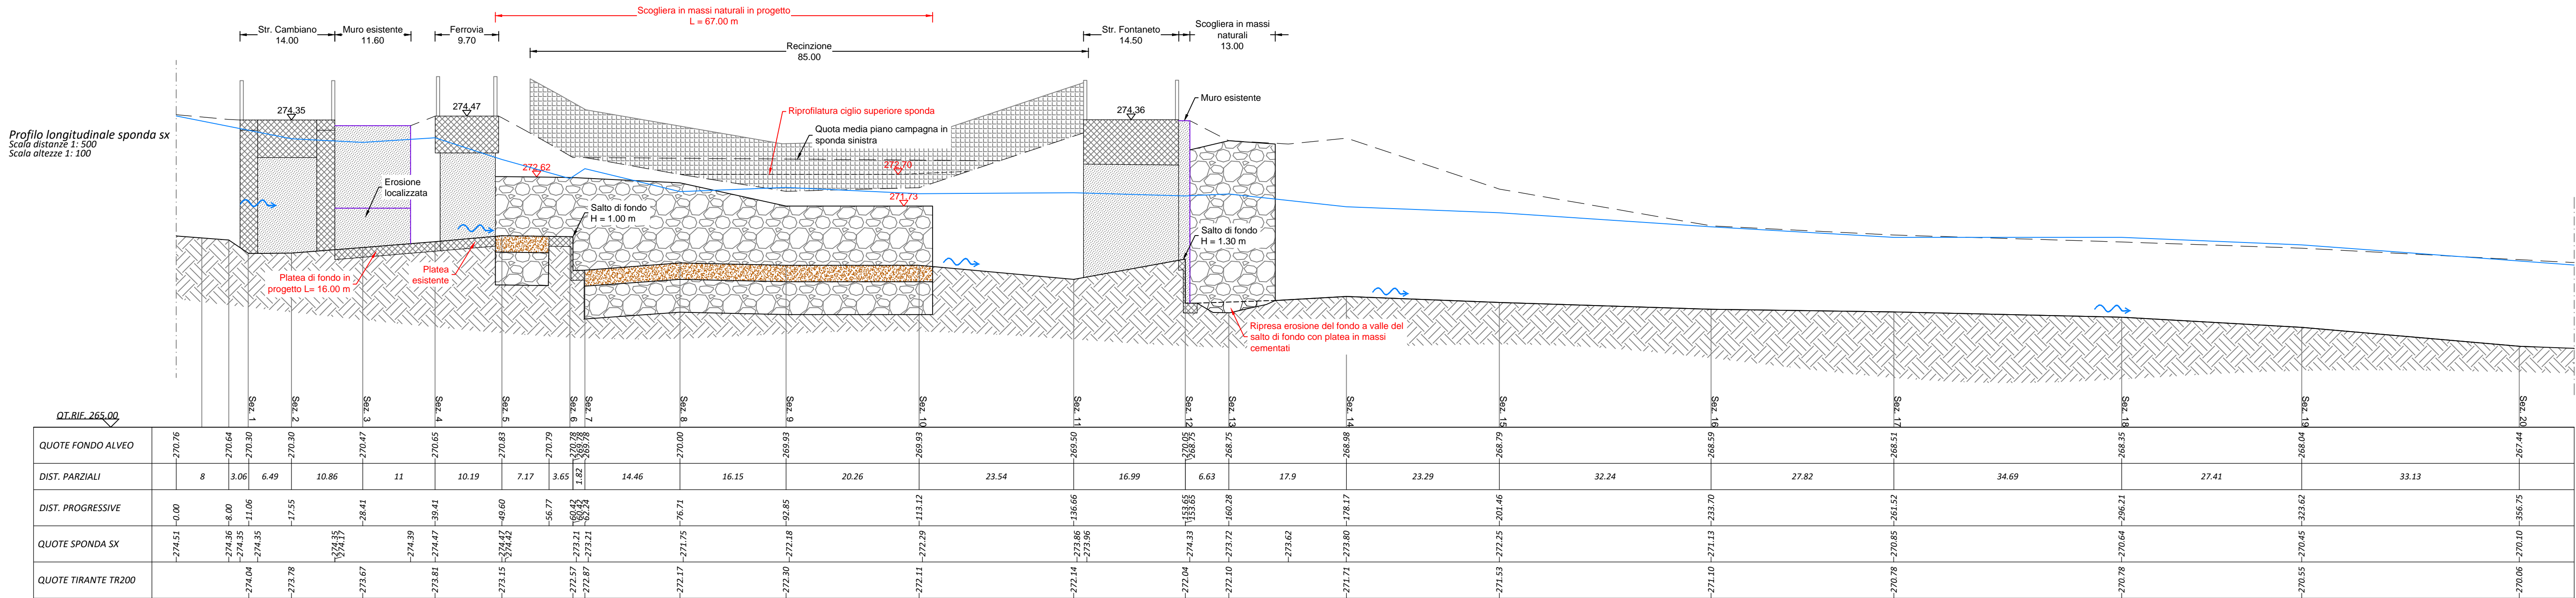 Scogliera in massi naturali in progetto
L = 67.00 m
Str. Cambiano
14.00
Muro esistente
11.60
Ferrovia
9.70
Recinzione
85.00
Str. Fontaneto
14.50
Scogliera in massi
naturali
13.00
Profilo longitudinale sponda sx
Scala distanze 1: 500
Scala altezze 1: 100
274.35
274.47
274.36
Riprofilatura ciglio superiore sponda
Quota media piano campagna in
sponda sinistra
Muro esistente
272.62
272.70
271.73
Erosione
localizzata
Salto di fondo
H = 1.00 m
Salto di fondo
H = 1.30 m
Platea di fondo in
progetto L= 16.00 m
Platea
esistente
Ripresa erosione del fondo a valle del
salto di fondo con platea in massi
cementati
QT.RIF. 265.00
Sez. 1 Sez. 2 Sez. 3 Sez. 4 Sez. 5 Sez. 6 Sez. 7 Sez. 8 Sez. 9 Sez. 10 Sez. 11 Sez. 12 Sez. 13 Sez. 14 Sez. 15 Sez. 16 Sez. 17 Sez. 18 Sez. 19 Sez. 20
QUOTE FONDO ALVEO 270.76 270.64 270.30 270.30 270.47 270.65 270.83 270.79 270.78 269.78 269.78 270.00 269.93 269.93 269.50 270.05 268.75 268.75 268.98 268.79 268.59 268.51 268.35 268.04 267.44
DIST. PARZIALI 8 3.06 6.49 10.86 11 10.19 7.17 3.65 1.82 14.46 16.15 20.26 23.54 16.99 6.63 17.9 23.29 32.24 27.82 34.69 27.41 33.13
DIST. PROGRESSIVE 0.00 8.00 11.06 17.55 28.41 39.41 49.60 56.77 60.42 60.42 62.24 76.71 92.85 113.12 136.66 153.65 153.65 160.28 178.17 201.46 233.70 261.52 296.21 323.62 356.75
QUOTE SPONDA SX 274.51 274.36 274.35 274.35 274.35 274.17 274.39 274.47 274.47 274.42 273.21 273.21 271.75 272.18 272.29 273.86 273.96 274.33 273.72 273.62 273.80 272.25 271.13 270.85 270.64 270.45 270.10
QUOTE TIRANTE TR200 274.04 273.78 273.67 273.81 273.15 272.57 272.87 272.17 272.30 272.11 272.14 272.04 272.10 271.71 271.53 271.10 270.78 270.78 270.55 270.06